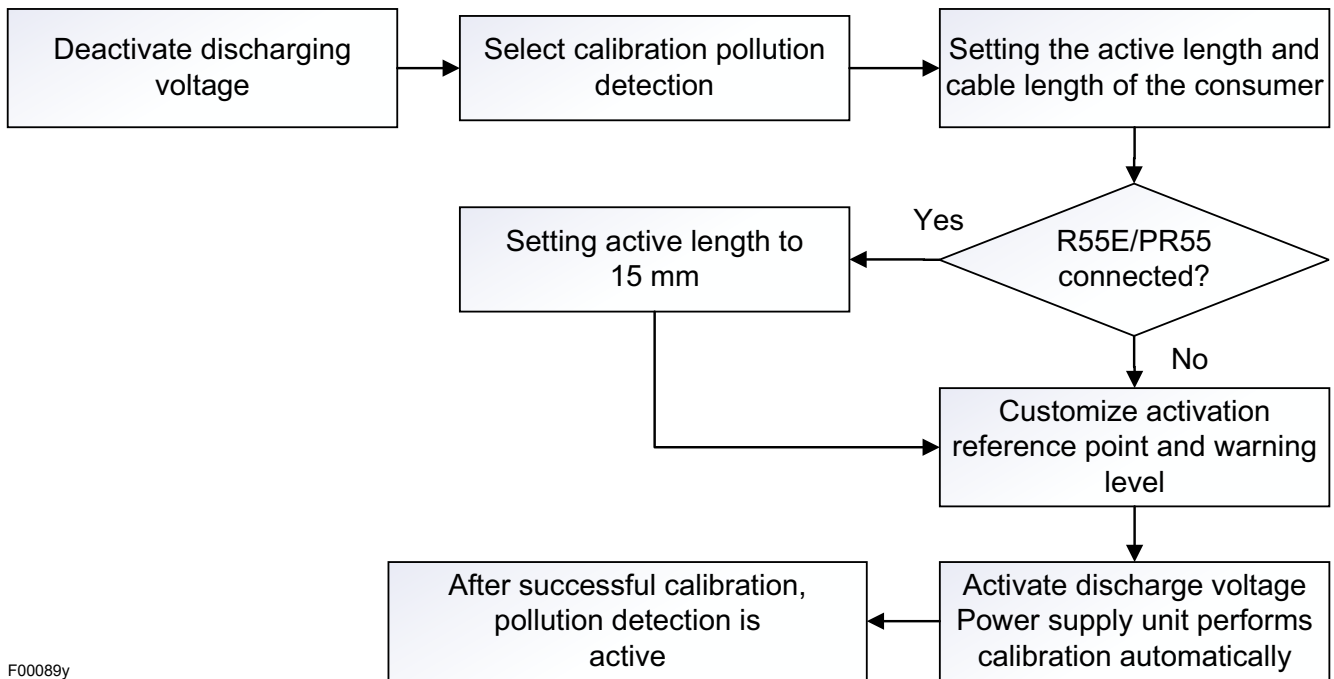 Deactivate discharging
voltage
Select calibration pollution
detection
Setting the active length and
cable length of the consumer
R55E/PR55
connected?
Yes
Setting active length to
15 mm
No
Customize activation
reference point and warning
level
Activate discharge voltage
Power supply unit performs
calibration automatically
After successful calibration,
pollution detection is
active
F00089y